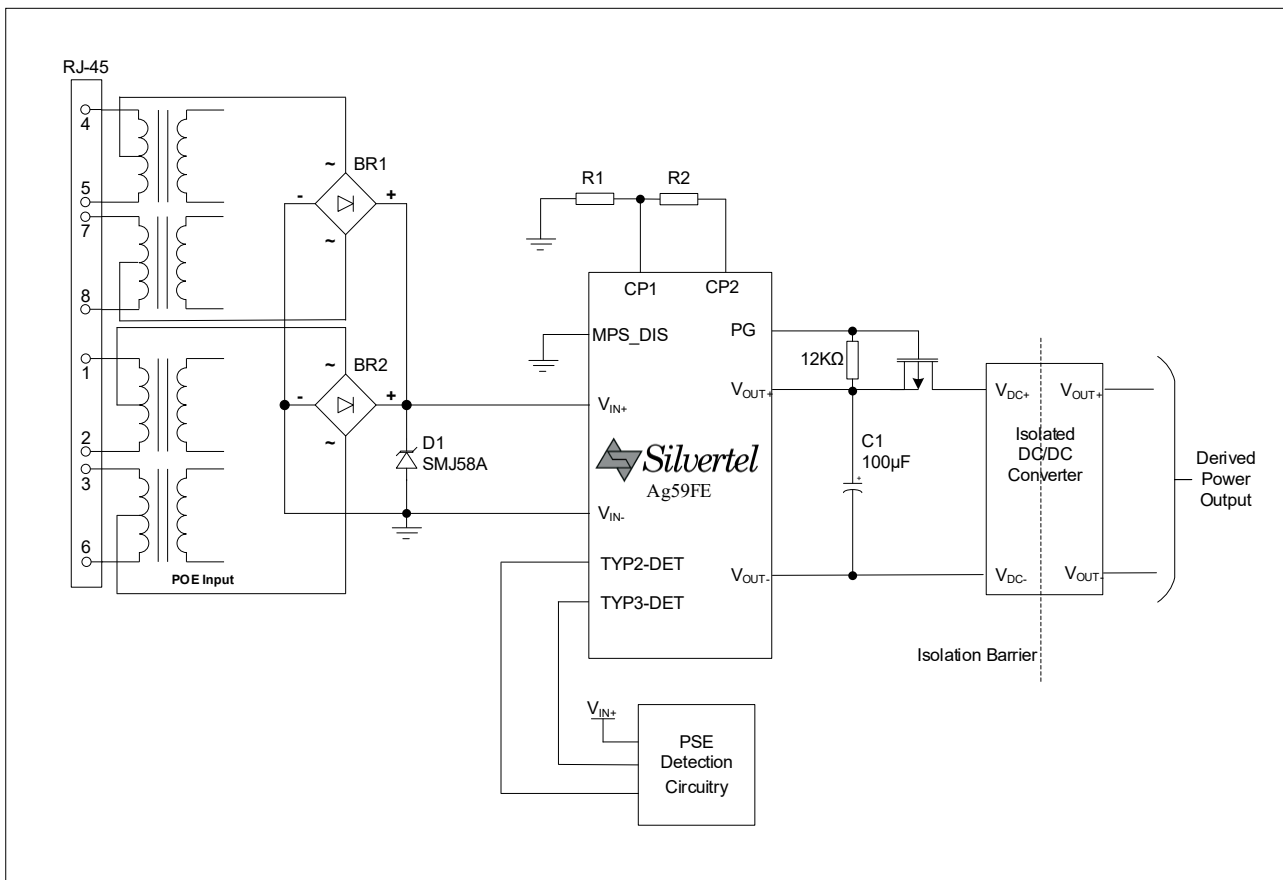 RJ-45
4
5
7
8
1
2
3
6
POE Input
~
BR1
-
+
~
~
BR2
-
+
~
D1
SMJ58A
R1
R2
CP1
CP2
MPS_DIS
PG
VIN+
VOUT+
Silvertel
Ag59FE
VIN-
TYP2-DET
TYP3-DET
VOUT-
12KΩ
C1
100µF
+
VDC+
VOUT+
Isolated
DC/DC
Converter
VDC-
VOUT-
Derived
Power
Output
Isolation Barrier
VIN+
PSE
Detection
Circuitry